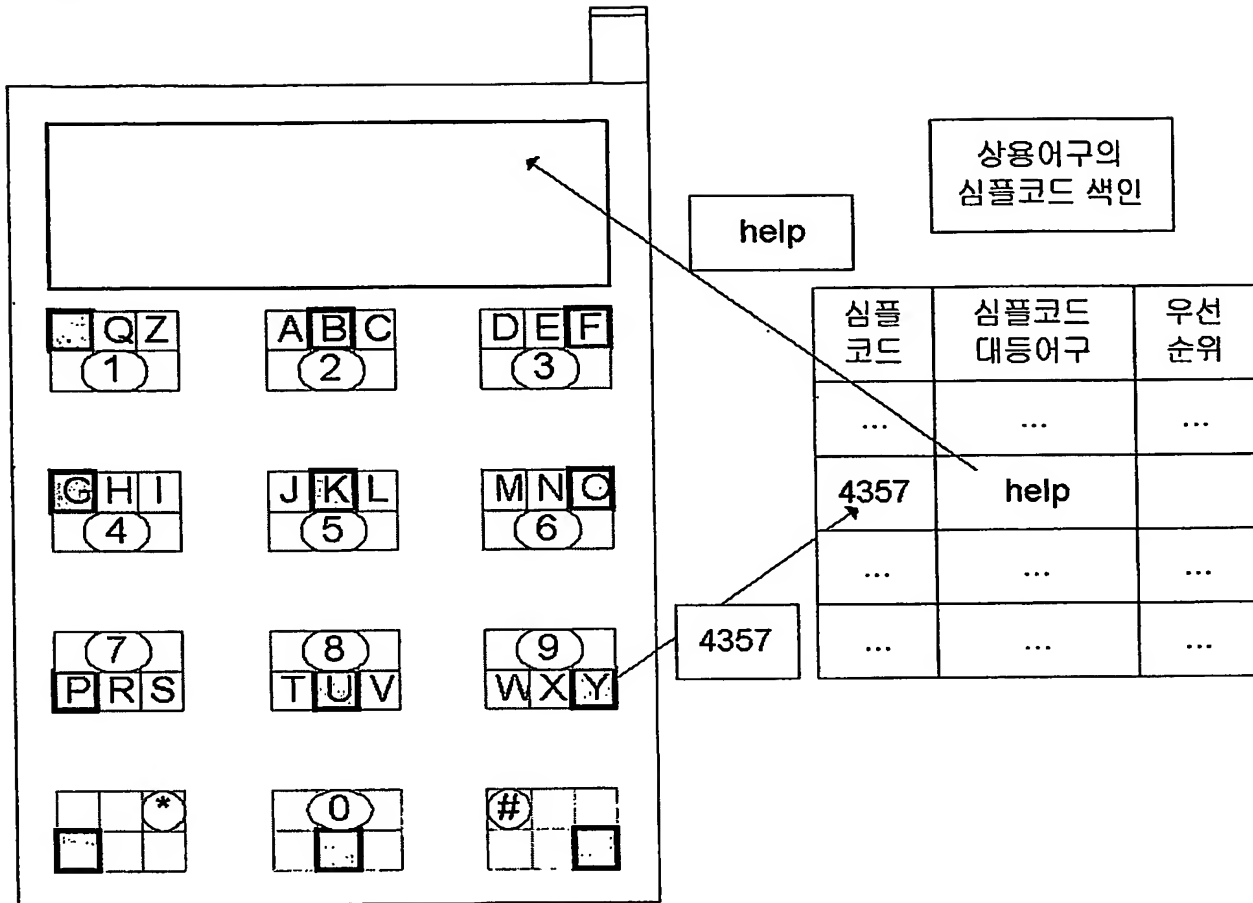 상용어구의
심플코드 색인
help
심플
코드
심플코드
대등어구
우선
순위
... ... ...
4357 help
... ... ...
... ... ...
4357
Q Z
1
A B C
2
D E F
3
G H I
4
J K L
5
M N O
6
7
P R S
8
T U V
9
W X Y
*
0
#